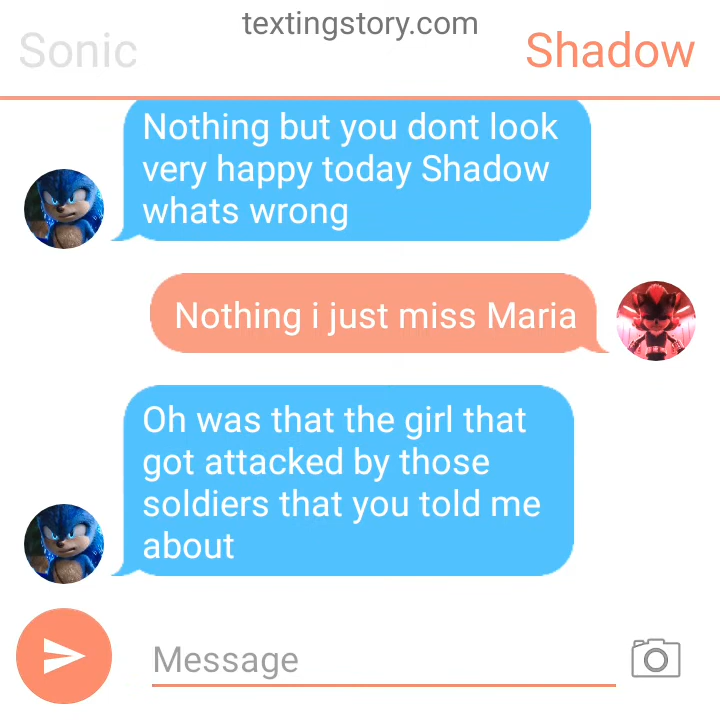 textingstory.com
Sonic
Shadow
Nothing but you dont look
very happy today Shadow
whats wrong
Nothing i just miss Maria
Oh was that the girl that
got attacked by those
soldiers that you told me
about
Message